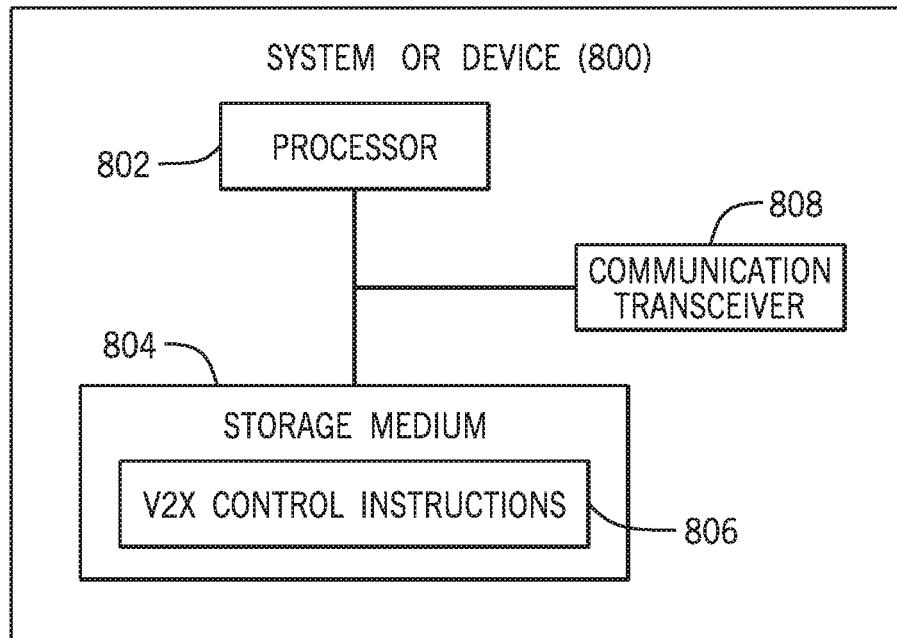 SYSTEM OR DEVICE (800)
PROCESSOR
802
808
COMMUNICATION
TRANSCEIVER
804
STORAGE MEDIUM
V2X CONTROL INSTRUCTIONS
806